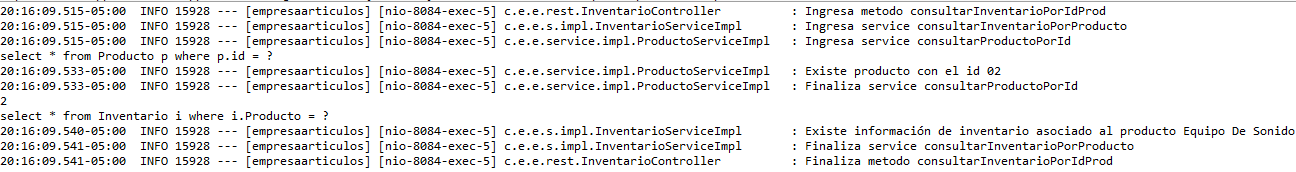 20:16:09.515-05:00  INFO 15928 --- [empresaarticulos] [nio-8084-exec-5] c.e.e.rest.InventarioController          : Ingresa metodo consultarInventarioPorIdProd
20:16:09.515-05:00  INFO 15928 --- [empresaarticulos] [nio-8084-exec-5] c.e.e.s.impl.InventarioServiceImpl       : Ingresa service consultarInventarioPorProducto
20:16:09.515-05:00  INFO 15928 --- [empresaarticulos] [nio-8084-exec-5] c.e.e.service.impl.ProductoServiceImpl   : Ingresa service consultarProductoPorId
select * from Producto p where p.id = ?
20:16:09.533-05:00  INFO 15928 --- [empresaarticulos] [nio-8084-exec-5] c.e.e.service.impl.ProductoServiceImpl   : Existe producto con el id 02
20:16:09.533-05:00  INFO 15928 --- [empresaarticulos] [nio-8084-exec-5] c.e.e.service.impl.ProductoServiceImpl   : Finaliza service consultarProductoPorId
2
select * from Inventario i where i.Producto = ?
20:16:09.540-05:00  INFO 15928 --- [empresaarticulos] [nio-8084-exec-5] c.e.e.s.impl.InventarioServiceImpl       : Existe información de inventario asociado al producto Equipo De Sonido
20:16:09.541-05:00  INFO 15928 --- [empresaarticulos] [nio-8084-exec-5] c.e.e.s.impl.InventarioServiceImpl       : Finaliza service consultarInventarioPorProducto
20:16:09.541-05:00  INFO 15928 --- [empresaarticulos] [nio-8084-exec-5] c.e.e.rest.InventarioController          : Finaliza metodo consultarInventarioPorIdProd